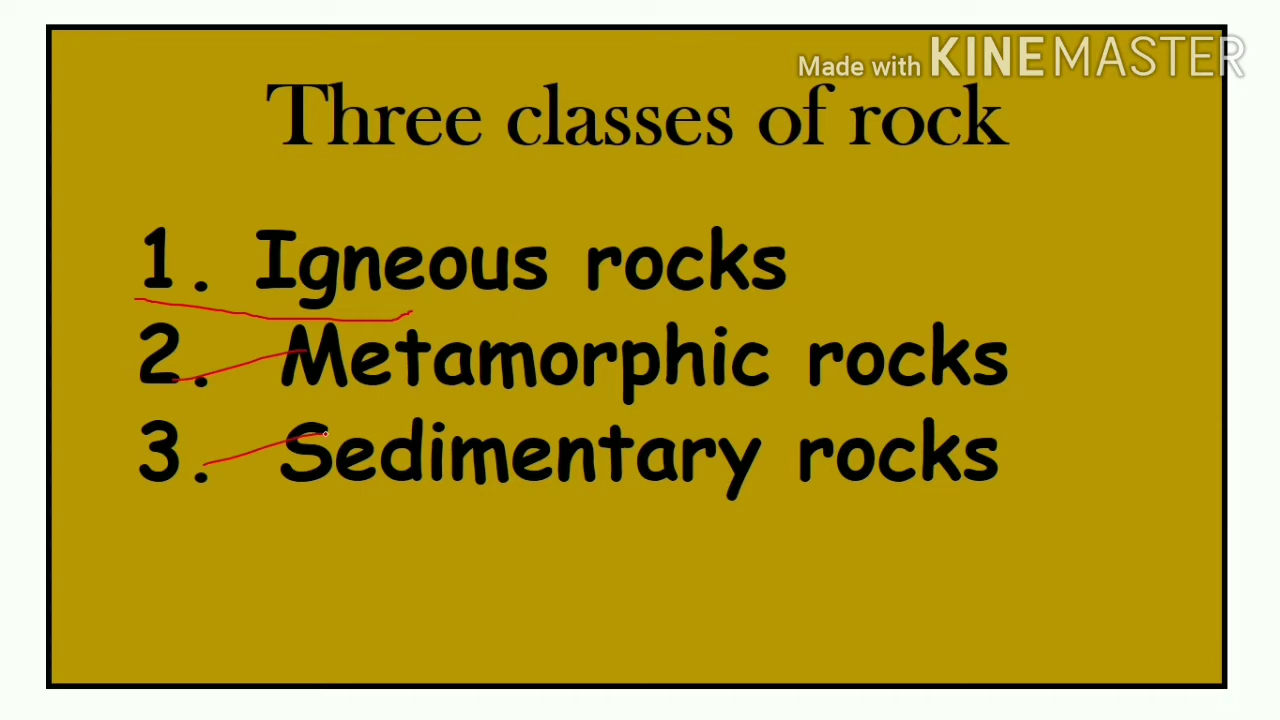 Made with KINEMASTER
Three classes of rock
1. Igneous rocks
2. Metamorphic rocks
3. Sedimentary rocks